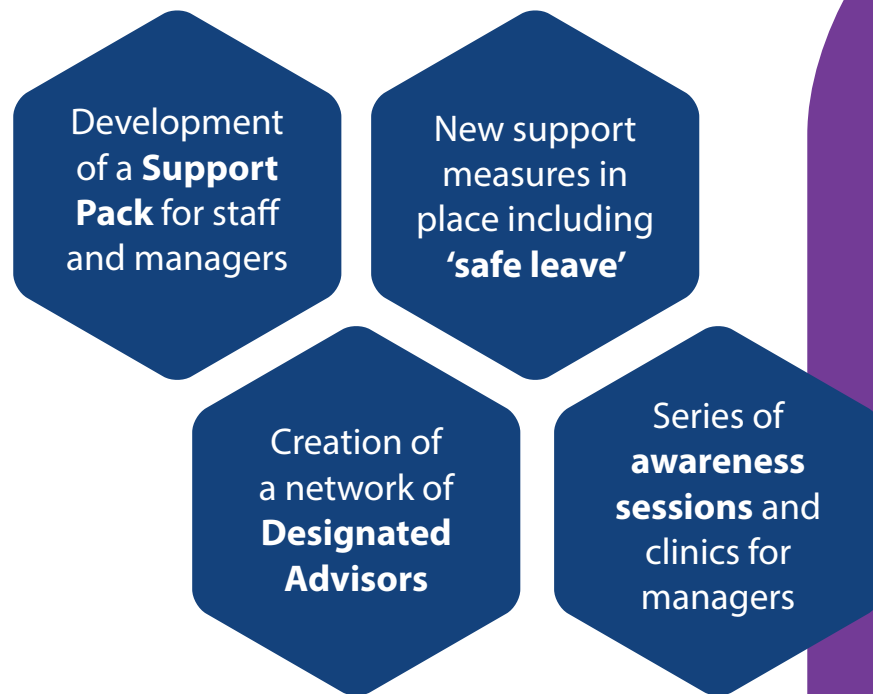 Development
of a Support
Pack for staff
and managers
New support
measures in
place including
‘safe leave’
Creation of
a network of
Designated
Advisors
Series of
awareness
sessions and
clinics for
managers